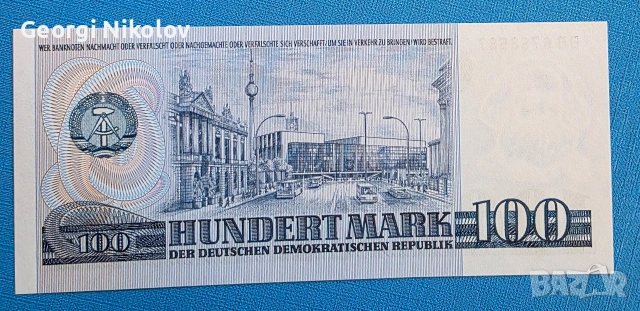 Georgi Nikolov
WER BANKNOTEN NACHMACHT ODER VERFÄLSCHT ODER NACHGEMACHTE ODER VERFÄLSCHTE SICH VERSCHAFFT UM SIE IN VERKEHR ZU BRINGEN WIRD BESTRAFT.
100 HUNDERT MARK 100
DER DEUTSCHEN DEMOKRATISCHEN REPUBLIK
BAZAR